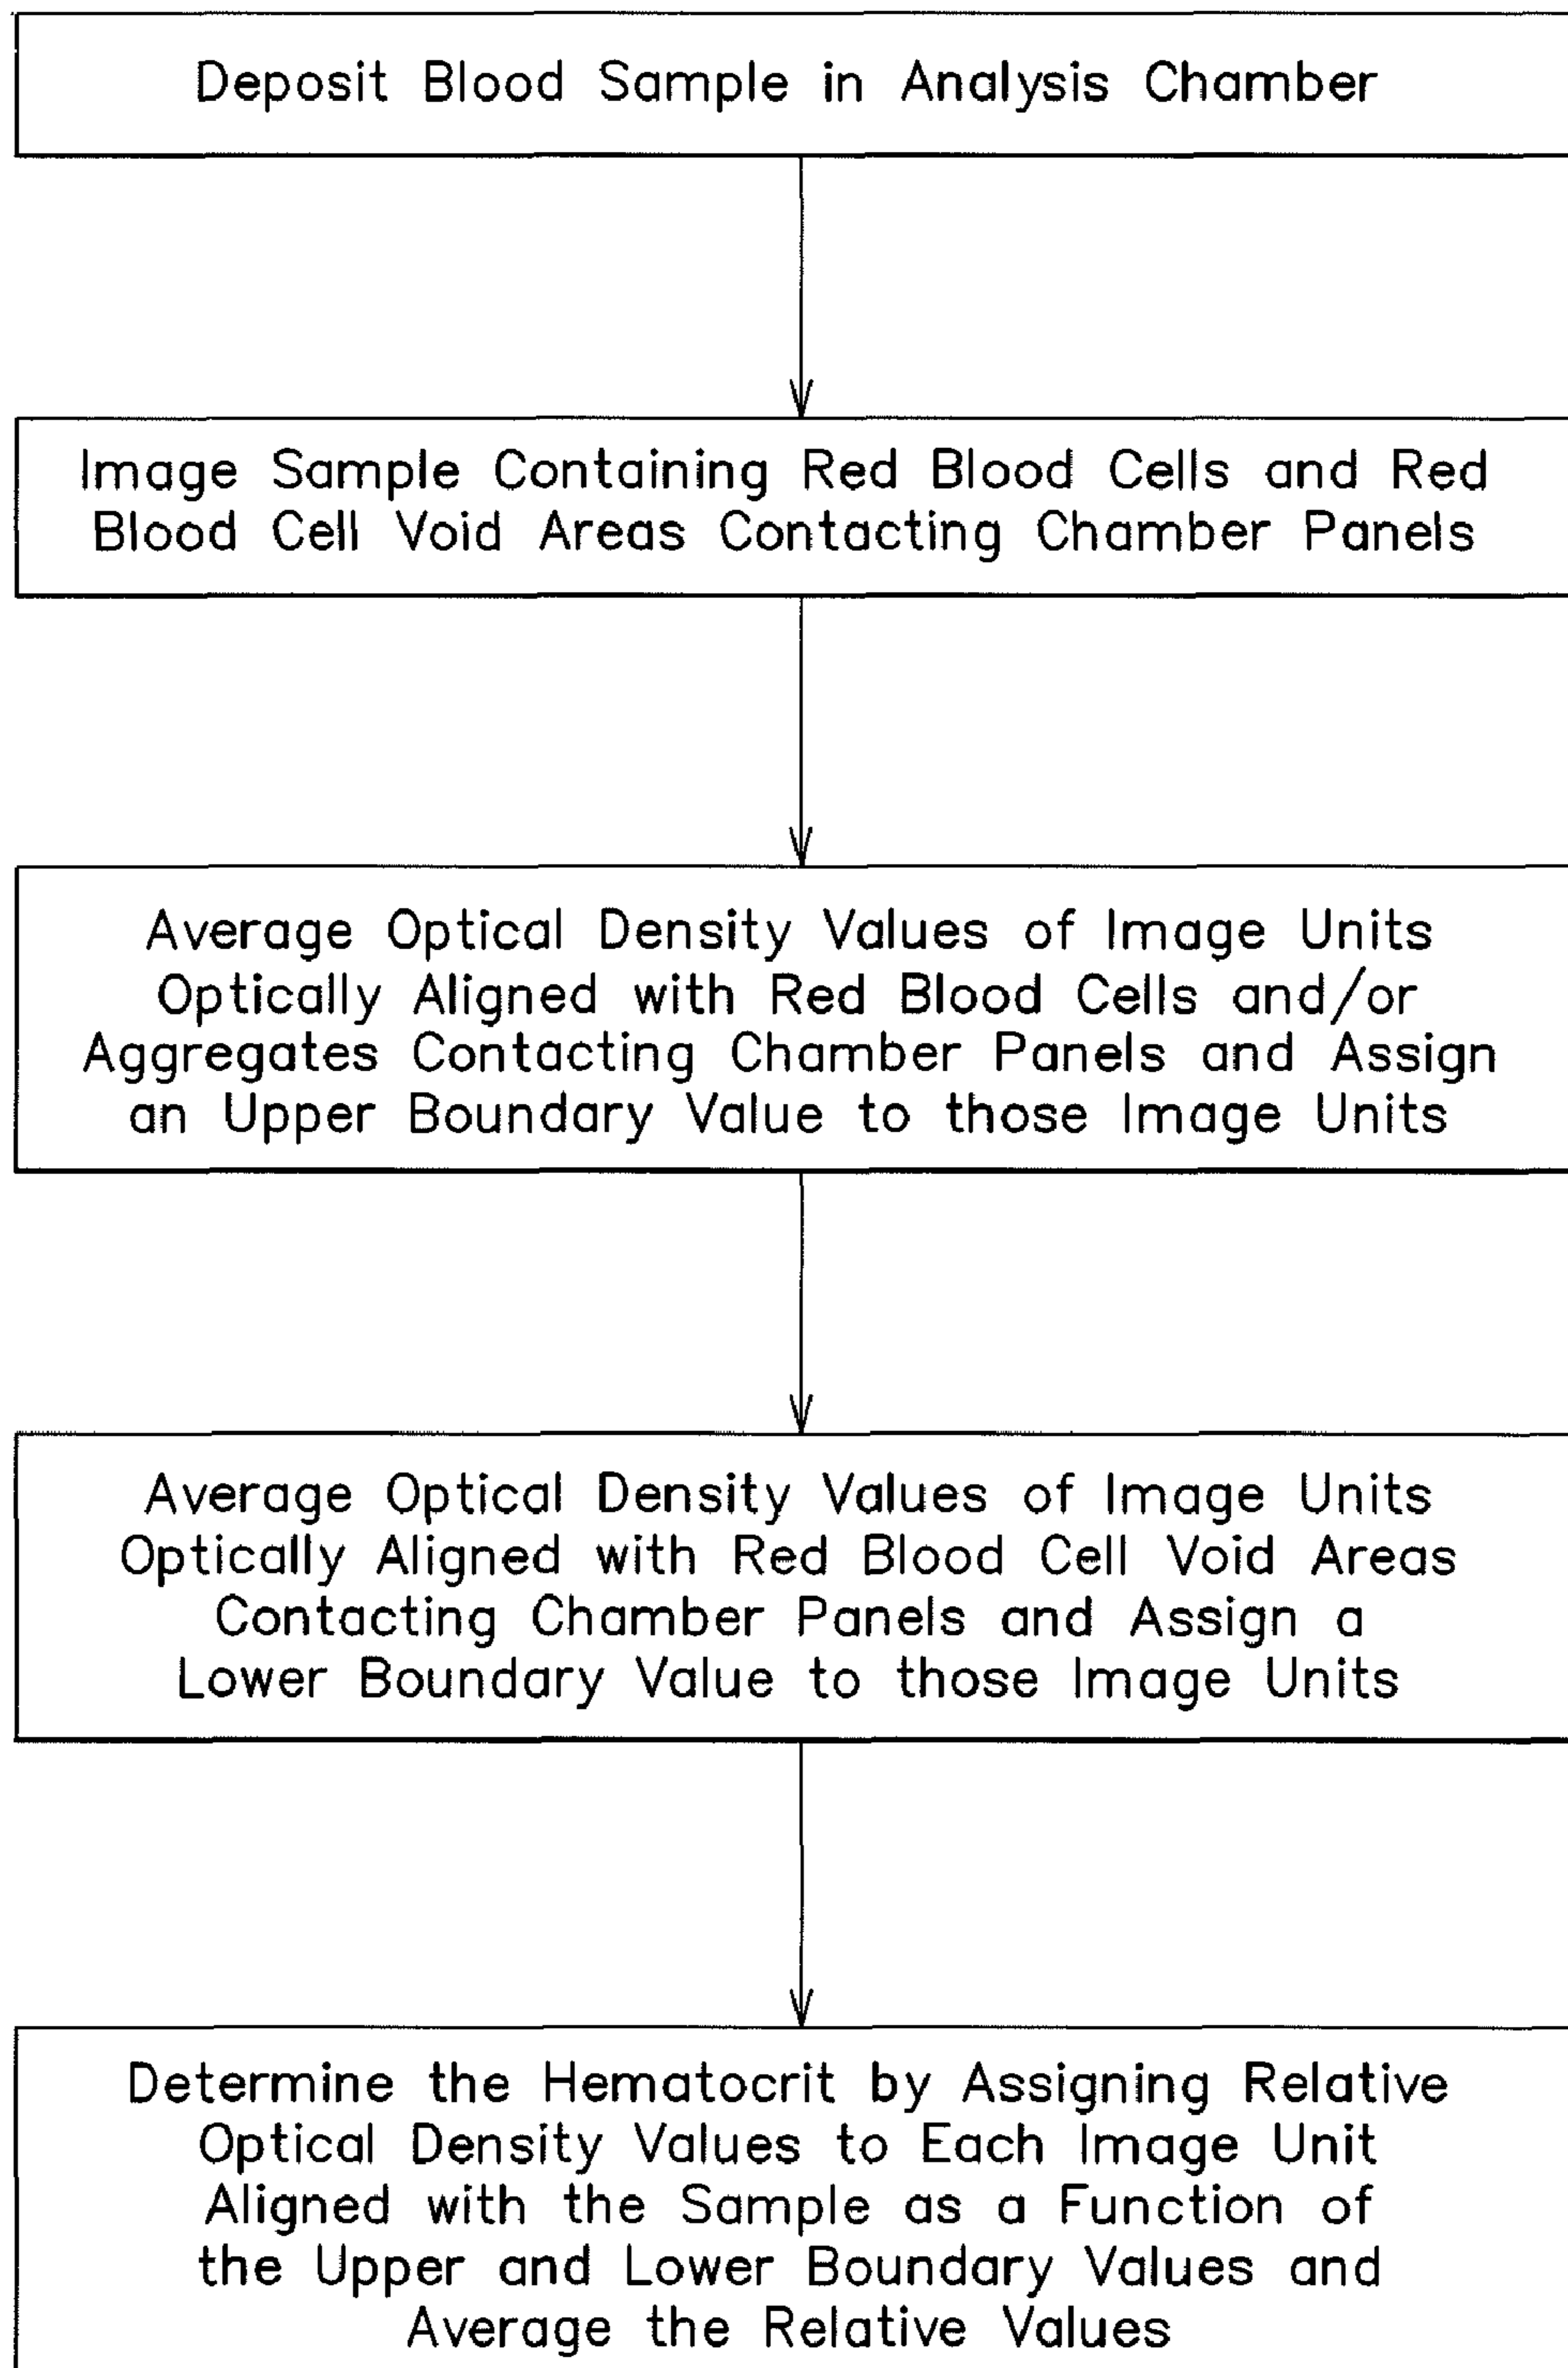 Deposit Blood Sample in Analysis Chamber
Image Sample Containing Red Blood Cells and Red
Blood Cell Void Areas Contacting Chamber Panels
Average Optical Density Values of Image Units
Optically Aligned with Red Blood Cells and/or
Aggregates Contacting Chamber Panels and Assign
an Upper Boundary Value to those Image Units
Average Optical Density Values of Image Units
Optically Aligned with Red Blood Cell Void Areas
Contacting Chamber Panels and Assign a
Lower Boundary Value to those Image Units
Determine the Hematocrit by Assigning Relative
Optical Density Values to Each Image Unit
Aligned with the Sample as a Function of
the Upper and Lower Boundary Values and
Average the Relative Values